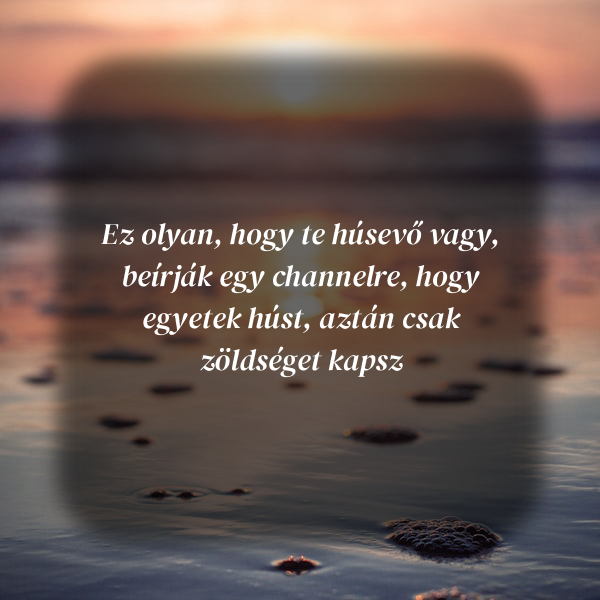 Ez olyan, hogy te húsevő vagy,
beírják egy channelre, hogy
egyetek húst, aztán csak
zöldséget kapsz